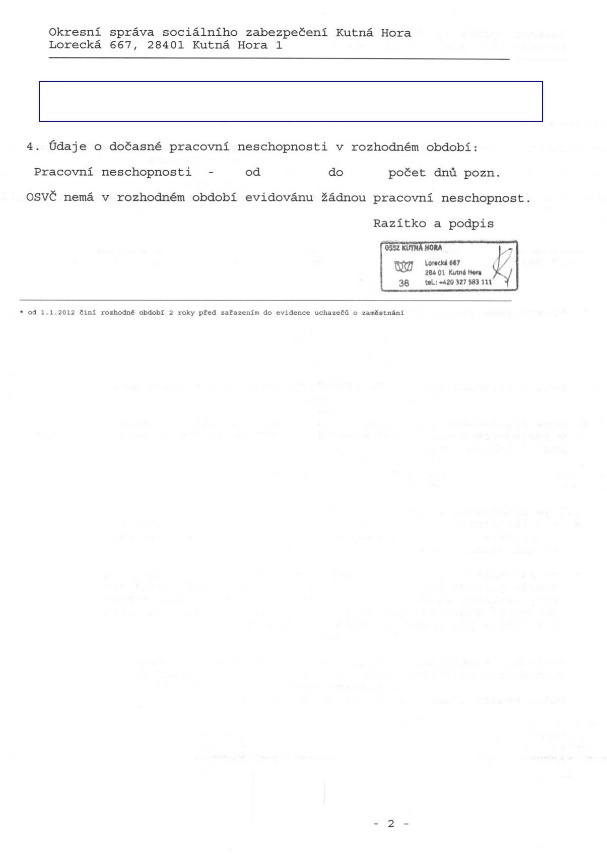 Okresní správa sociálního zabezpečení Kutná Hora
Lorecká 667, 28401 Kutná Hora 1
4. Údaje o dočasné pracovní neschopnosti v rozhodném období:
Pracovní neschopnosti - od do počet dnů pozn.
OSVČ nemá v rozhodném období evidovánu žádnou pracovní neschopnost.
Razítko a podpis
OSSZ KUTNÁ HORA
Lorecká 667
284 01 Kutná Hora
38 tel.: +420 327 583 111
* od 1.1.2012 činí rozhodné období 2 roky před zařazením do evidence uchazečů o zaměstnání
- 2 -